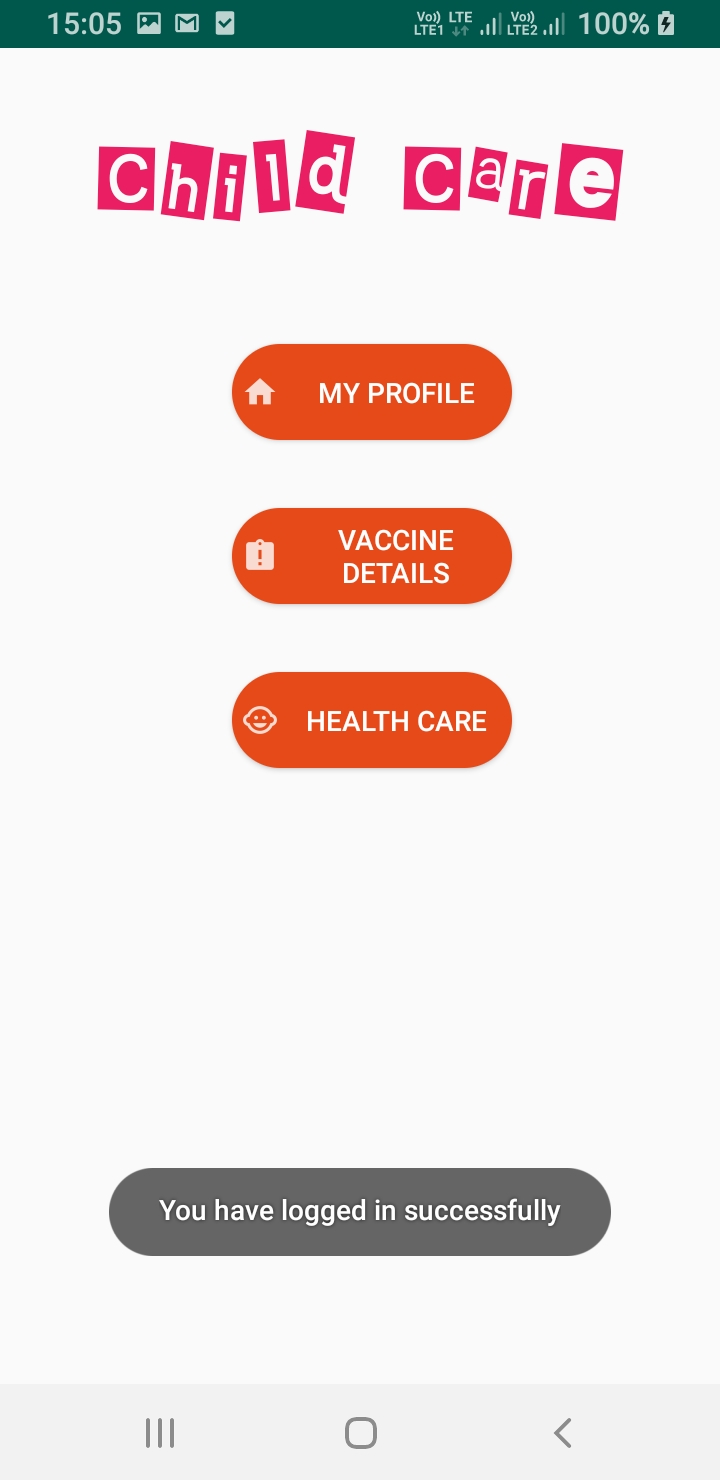 15:05 Vo)) LTE LTE1 Vo)) LTE2 100%
Child Care
MY PROFILE
VACCINE
DETAILS
HEALTH CARE
You have logged in successfully